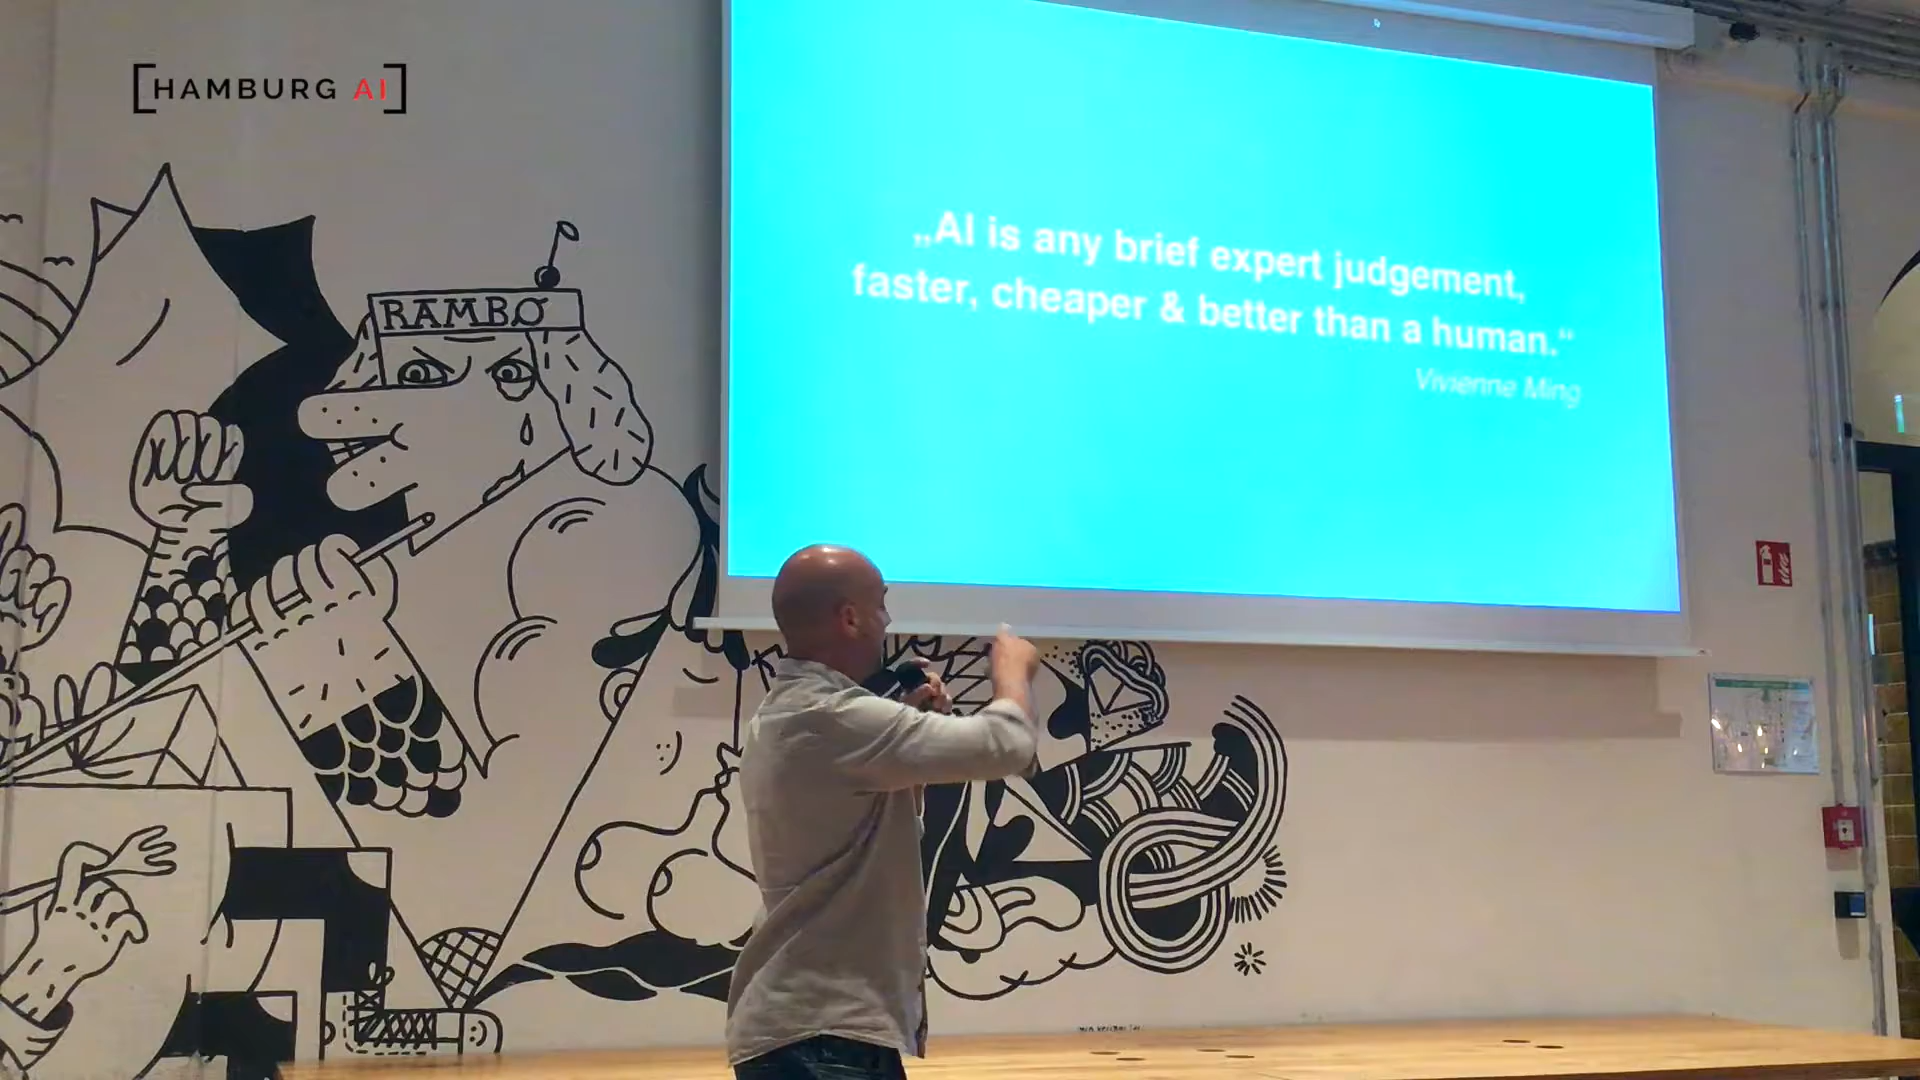 [HAMBURG AI]
RAMBO
„AI is any brief expert judgement,
faster, cheaper & better than a human.“
Vivienne Ming